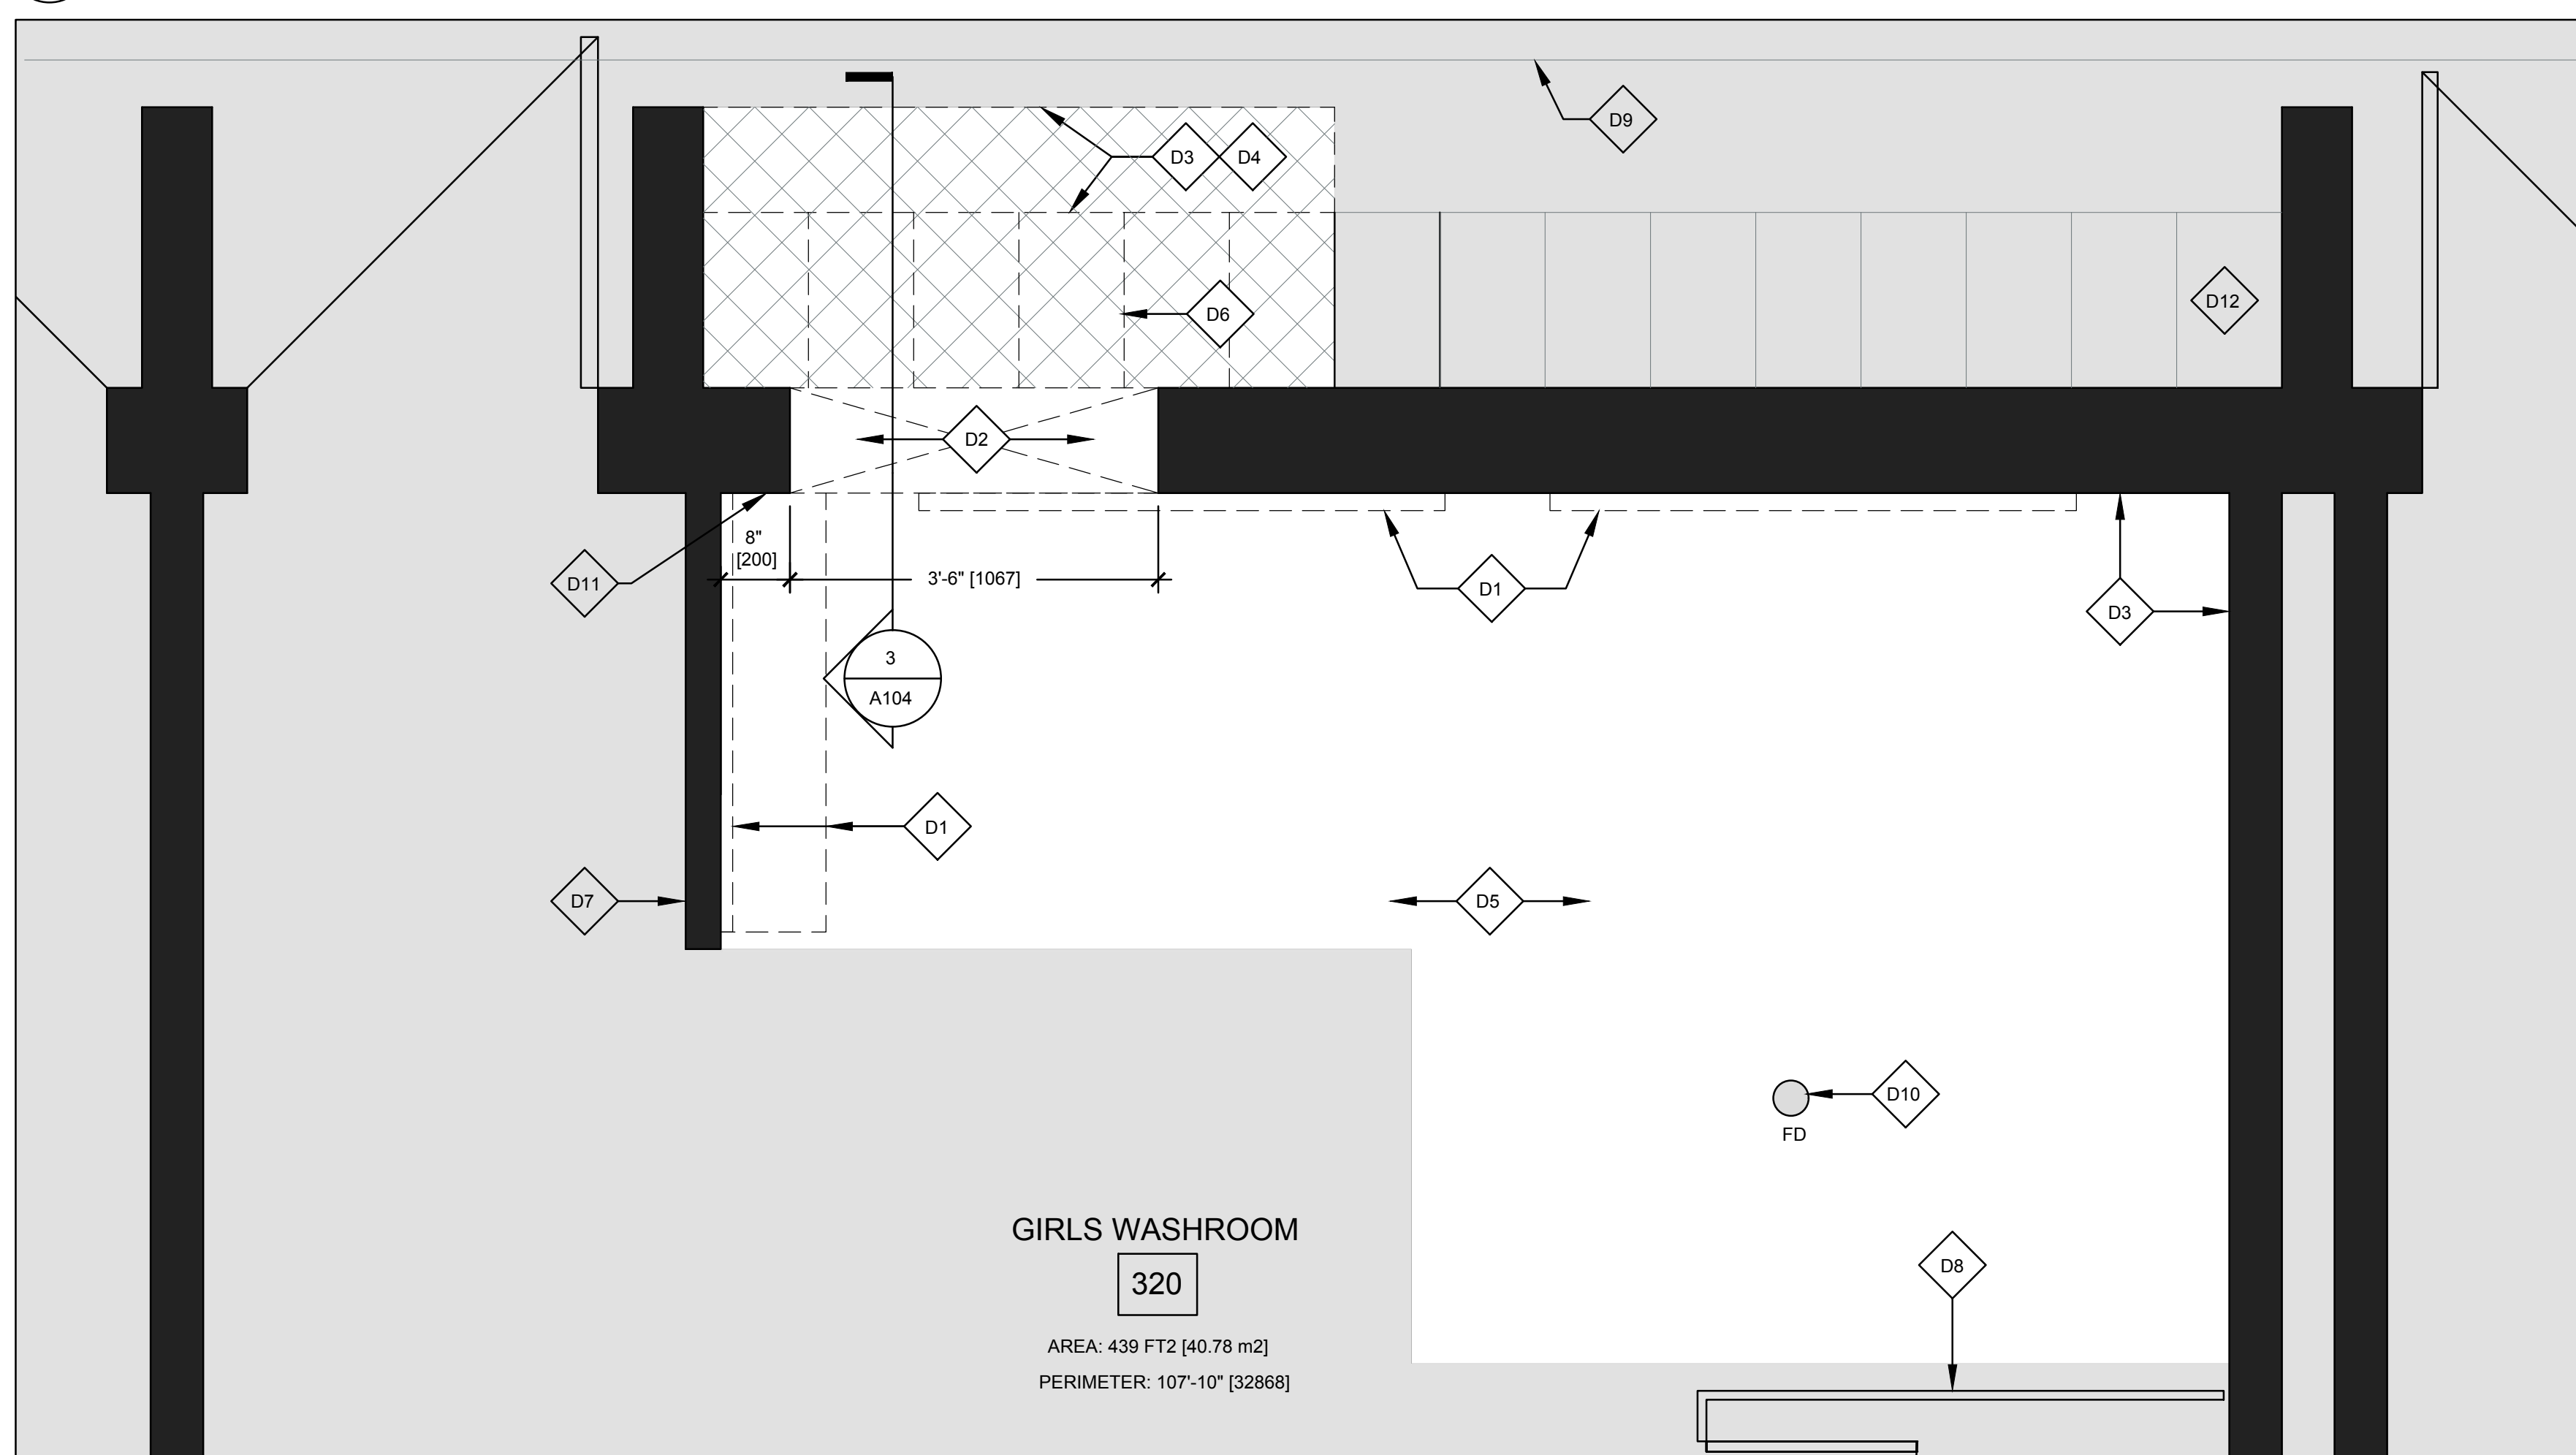 D9
D3
D4
D12
D6
D2
8"
[200]
3'-6" [1067]
D11
D1
D3
3
A104
D1
D7
D5
D10
FD
GIRLS WASHROOM
320
D8
AREA: 439 FT2 [40.78 m2]
PERIMETER: 107'-10" [32868]